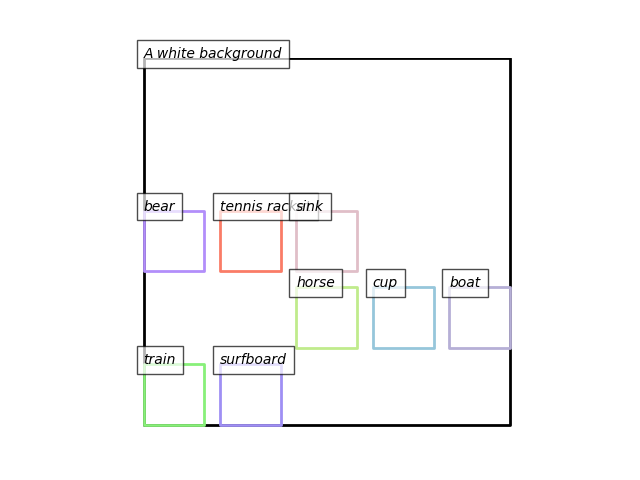 A white background
bear
tennis racket
sink
horse
cup
boat
train
surfboard